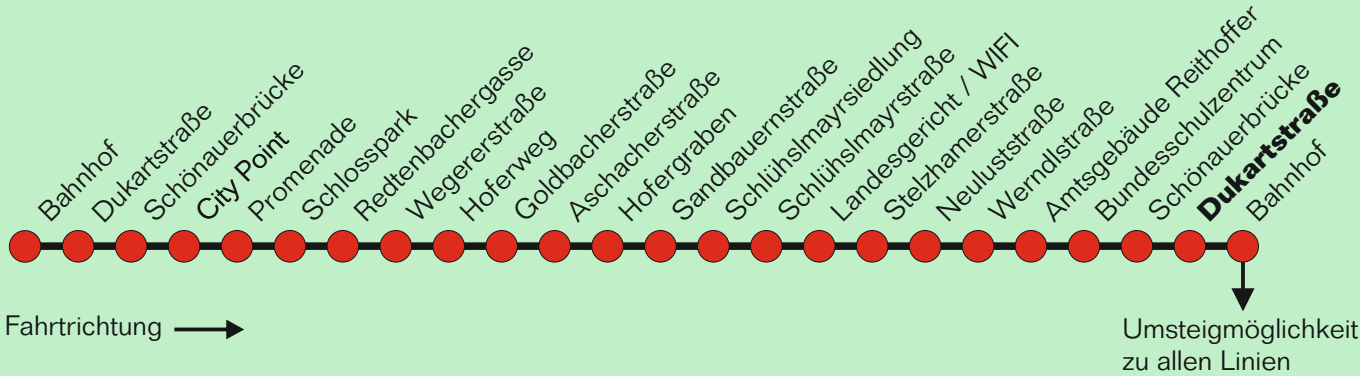 Bahnhof
Dukartstraße
Schönauerbrücke
City Point
Promenade
Schlosspark
Redtenbachergasse
Wegererstraße
Hoferweg
Goldbacherstraße
Aschacherstraße
Hofergraben
Sandbauernstraße
Schlühslmayrsiedlung
Schlühslmayrstraße
Landesgericht / WIFI
Stelzhamerstraße
Neuluststraße
Werndlstraße
Amtsgebäude Reithoffer
Bundesschulzentrum
Schönauerbrücke
Dukartstraße
Bahnhof
Fahrtrichtung
Umsteigmöglichkeit
zu allen Linien